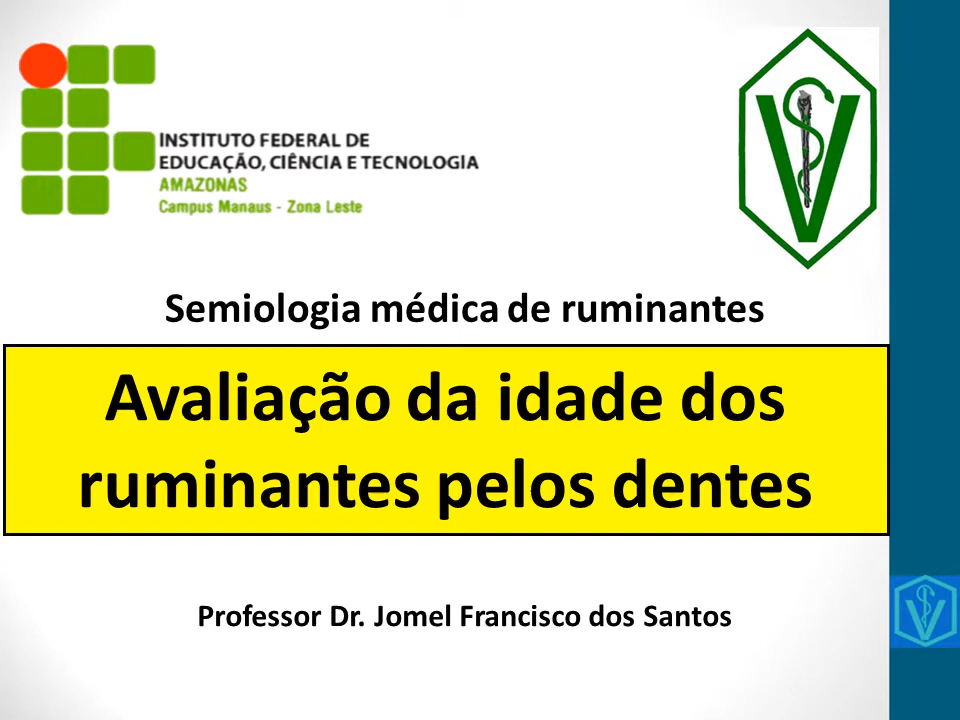 INSTITUTO FEDERAL DE
EDUCAÇÃO, CIÊNCIA E TECNOLOGIA
AMAZONAS
Campus Manaus - Zona Leste
V
Semiologia médica de ruminantes
Avaliação da idade dos
ruminantes pelos dentes
Professor Dr. Jomel Francisco dos Santos
V